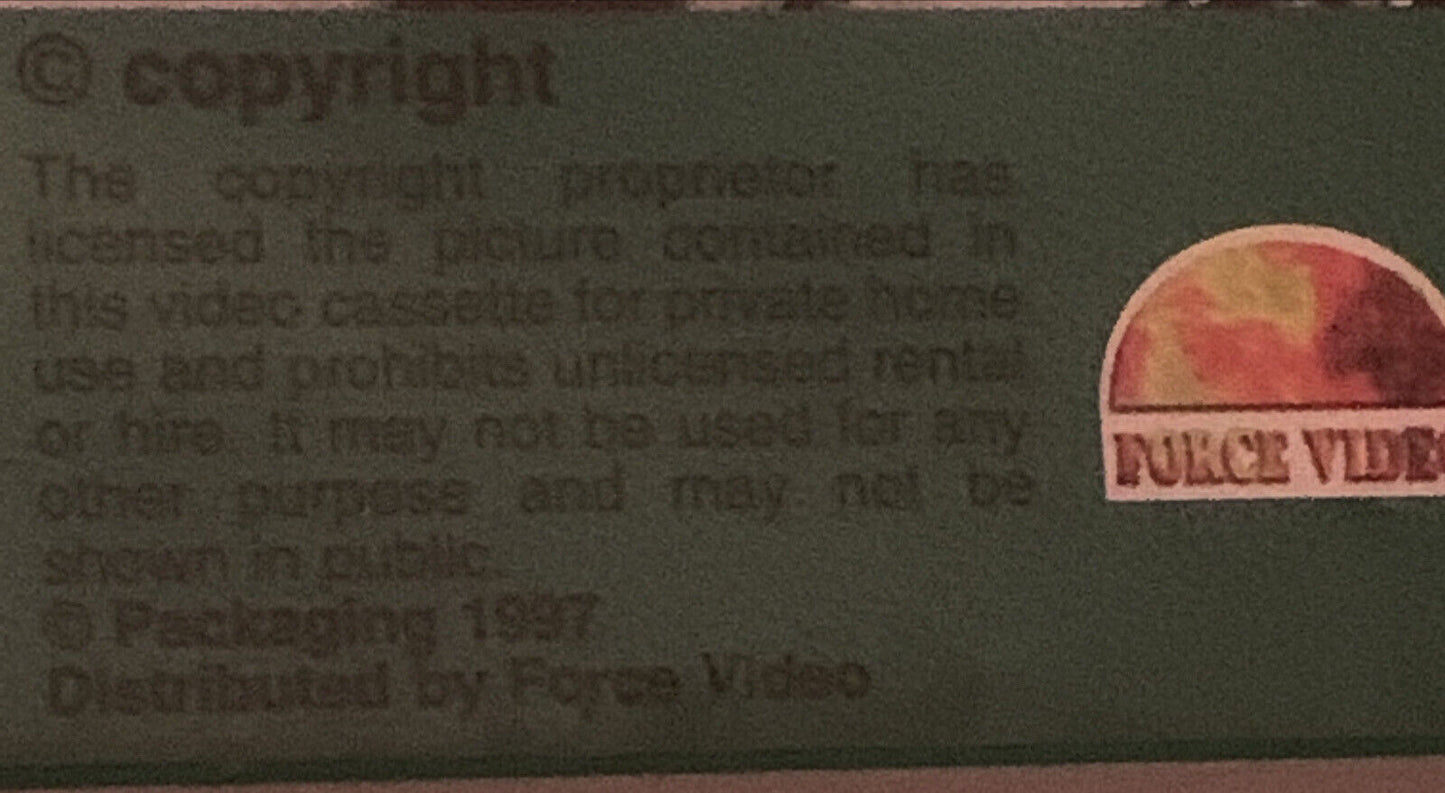 © copyright
The copyright proprietor has
licensed the picture contained in
this video cassette for private home
use and prohibits unlicensed rental
or hire. It may not be used for any
other purpose and may not be
shown in public.
© Packaging 1997
Distributed by Force Video
FORCE VIDEO